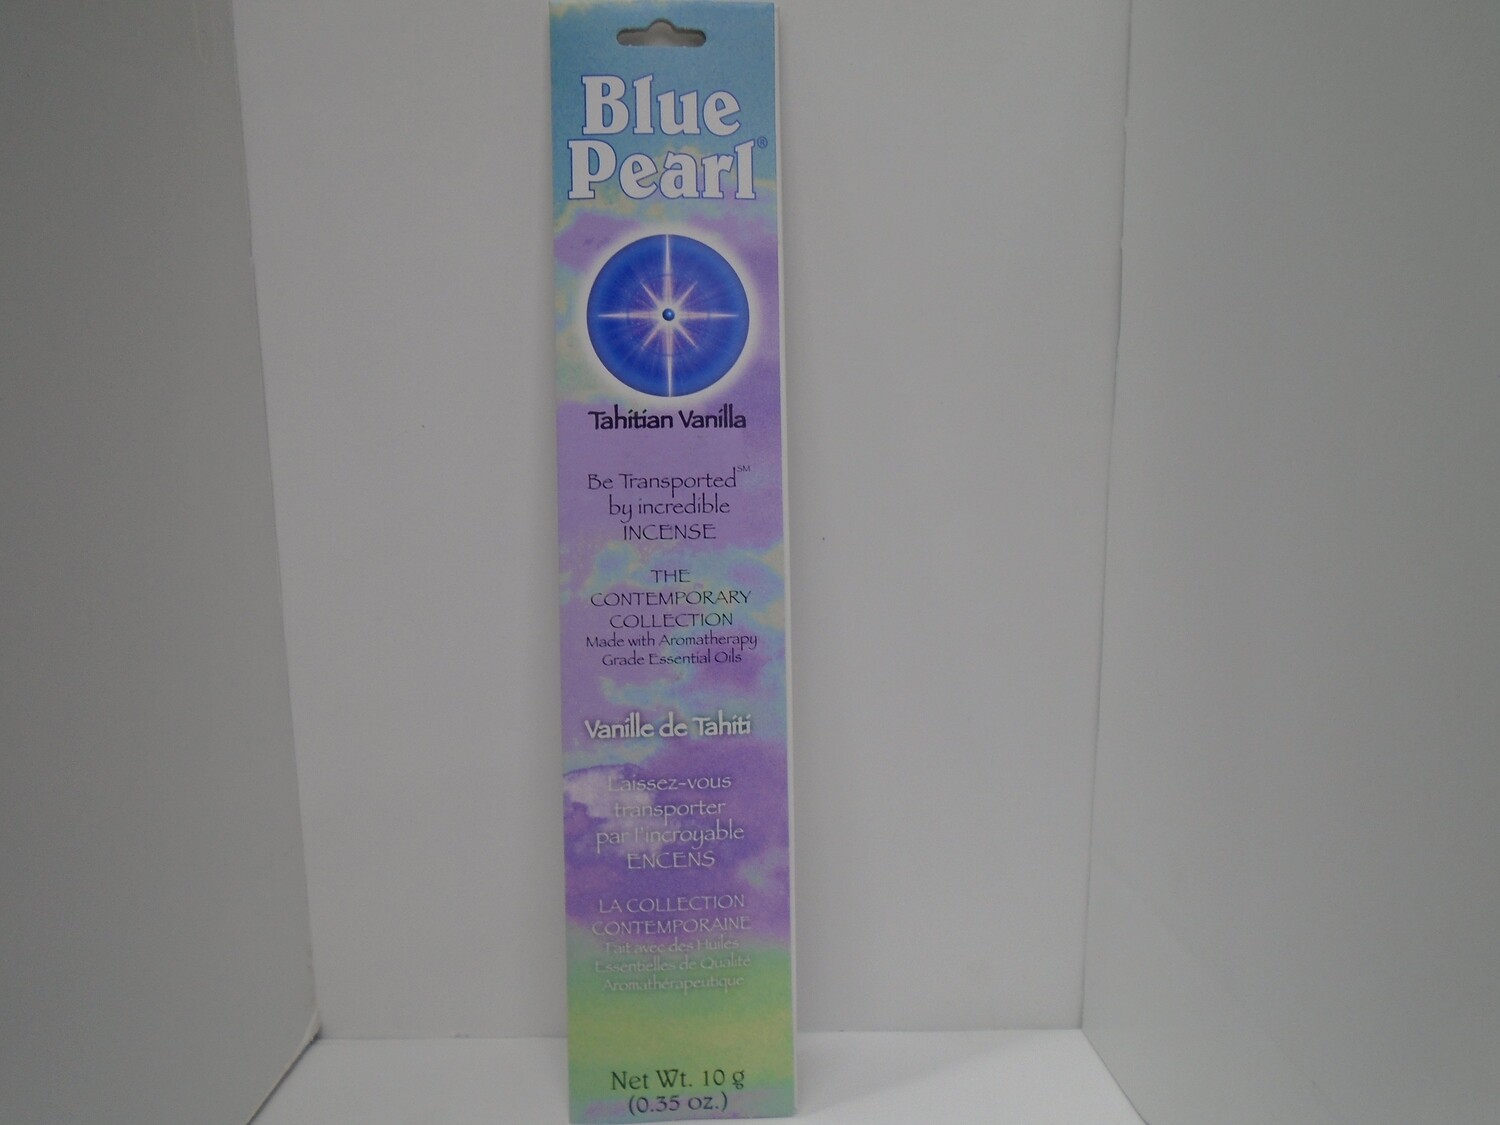 Blue
Pearl®
Tahitian Vanilla
Be Transported℠
by incredible
INCENSE
THE
CONTEMPORARY
COLLECTION
Made with Aromatherapy
Grade Essential Oils
Vanille de Tahiti
Laissez-vous
transporter
par l'incroyable
ENCENS
LA COLLECTION
CONTEMPORAINE
Fait avec des Huiles
Essentielles de Qualité
Aromathérapeutique
Net Wt. 10 g
(0.35 oz.)